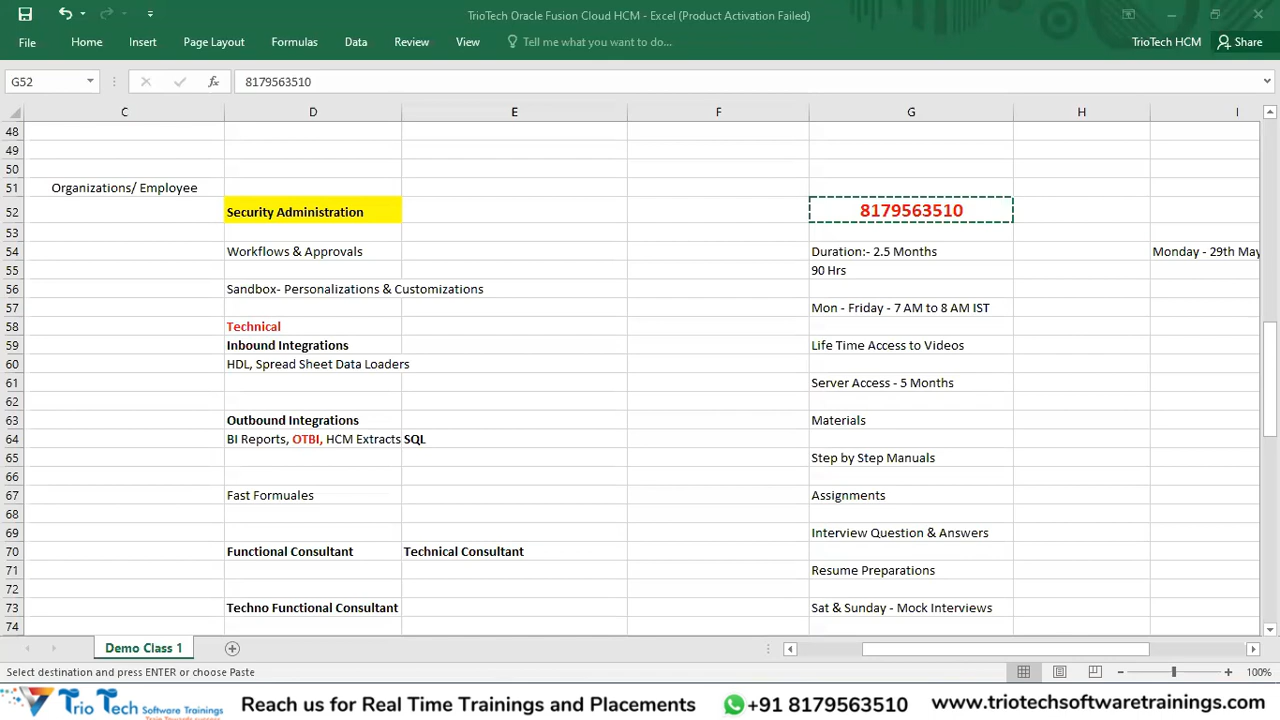 TrioTech Oracle Fusion Cloud HCM - Excel (Product Activation Failed)
File Home Insert Page Layout Formulas Data Review View Tell me what you want to do... TrioTech HCM Share
G52 fx 8179563510
C D E F G H I
48
49
50
51 Organizations/ Employee
52 Security Administration 8179563510
53
54 Workflows & Approvals Duration:- 2.5 Months Monday - 29th May
55 90 Hrs
56 Sandbox- Personalizations & Customizations
57 Mon - Friday - 7 AM to 8 AM IST
58 Technical
59 Inbound Integrations Life Time Access to Videos
60 HDL, Spread Sheet Data Loaders
61 Server Access - 5 Months
62
63 Outbound Integrations Materials
64 BI Reports, OTBI, HCM Extracts SQL
65 Step by Step Manuals
66
67 Fast Formuales Assignments
68
69 Interview Question & Answers
70 Functional Consultant Technical Consultant
71 Resume Preparations
72
73 Techno Functional Consultant Sat & Sunday - Mock Interviews
74
Demo Class 1
Select destination and press ENTER or choose Paste 100%
Trio Tech Software Trainings Reach us for Real Time Trainings and Placements +91 8179563510 www.triotechsoftwaretrainings.com